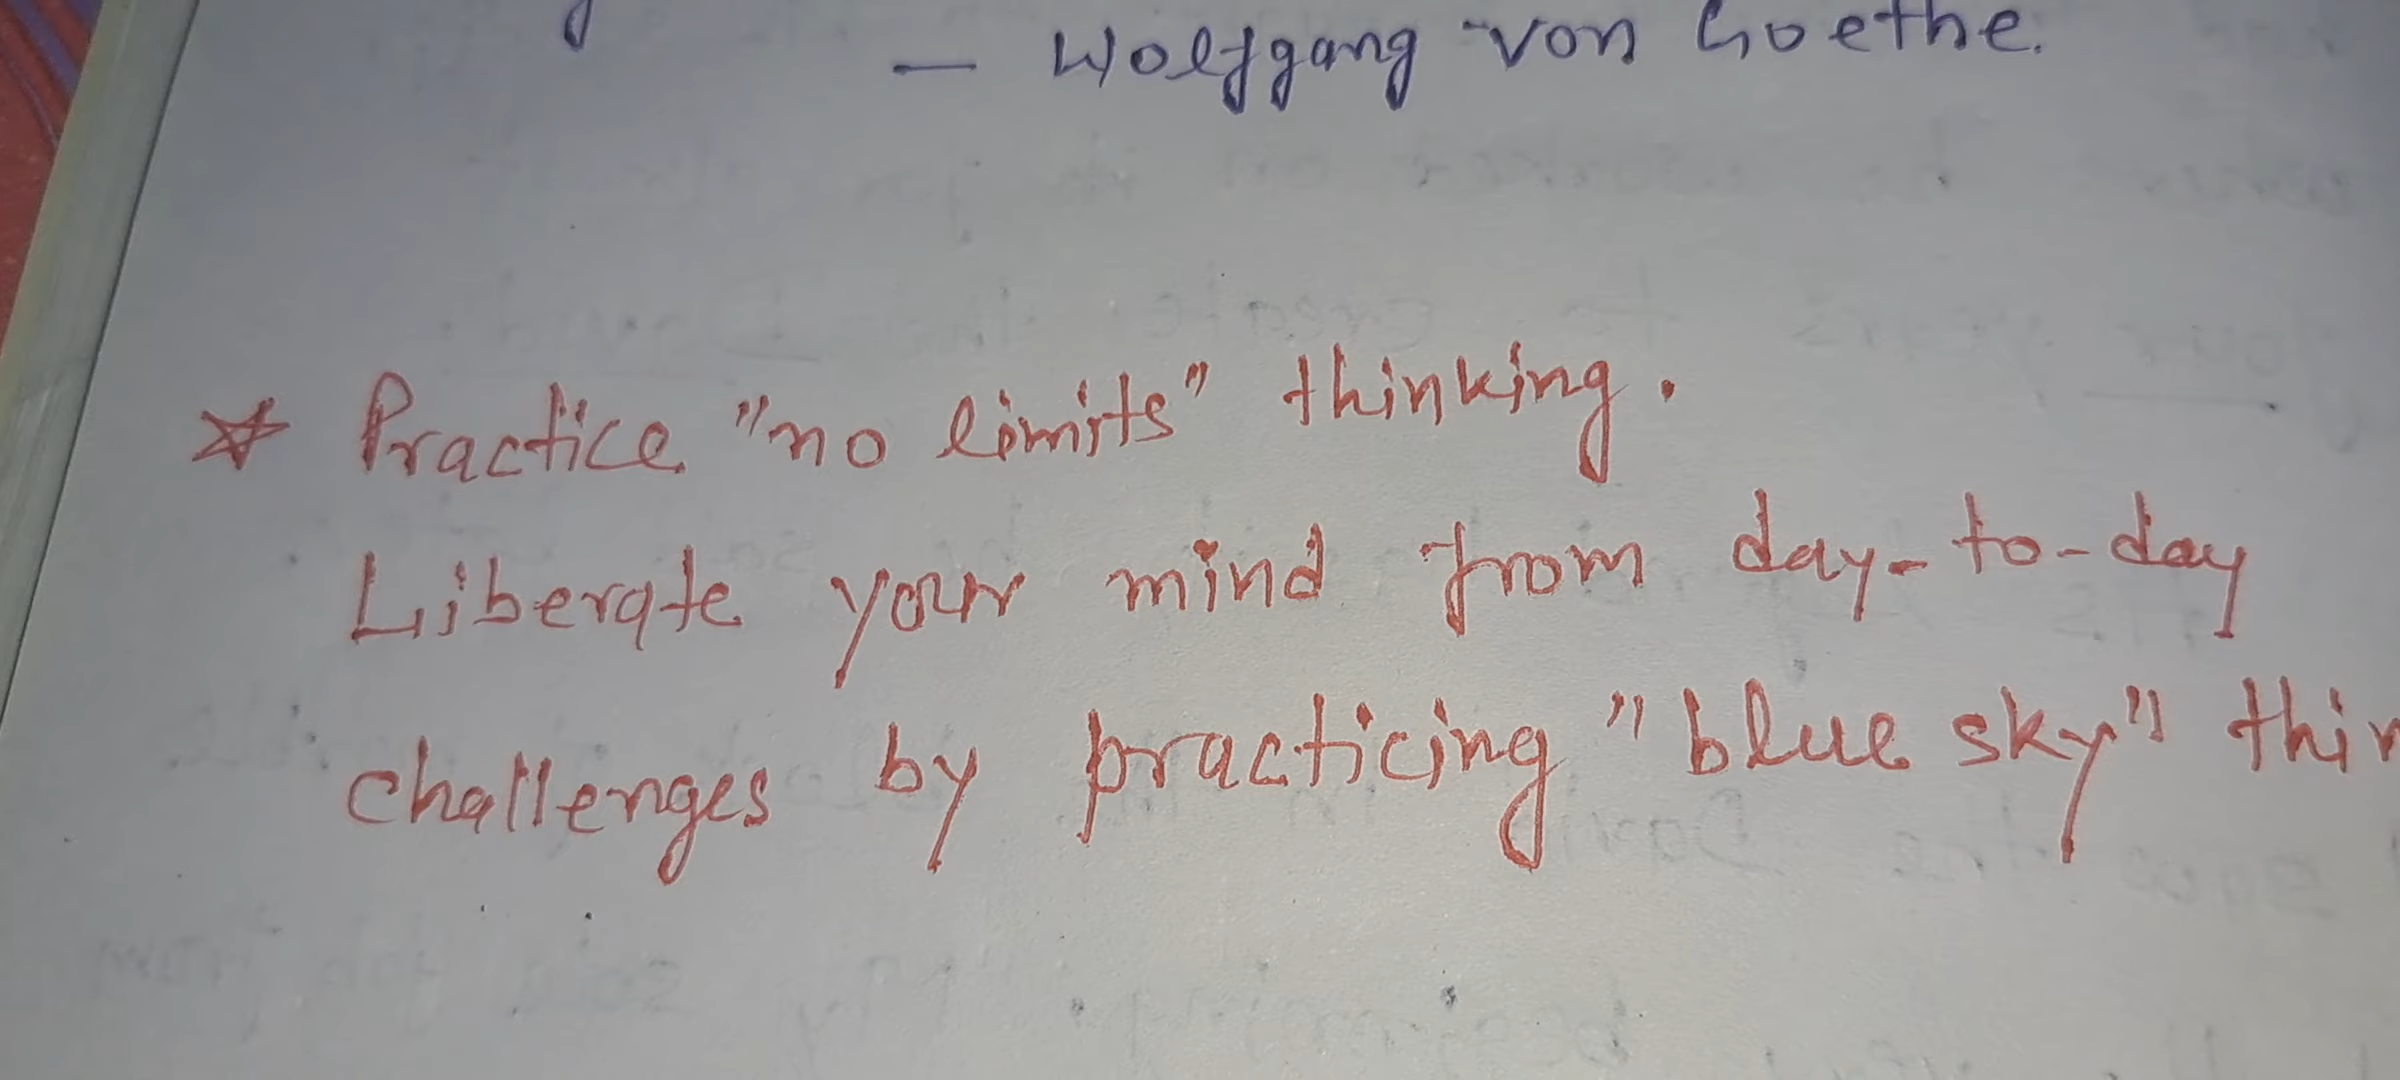 — Wolfgang von Goethe.
☆ Practice "no limits" thinking.
Liberate your mind from day-to-day
challenges by practicing "blue sky"